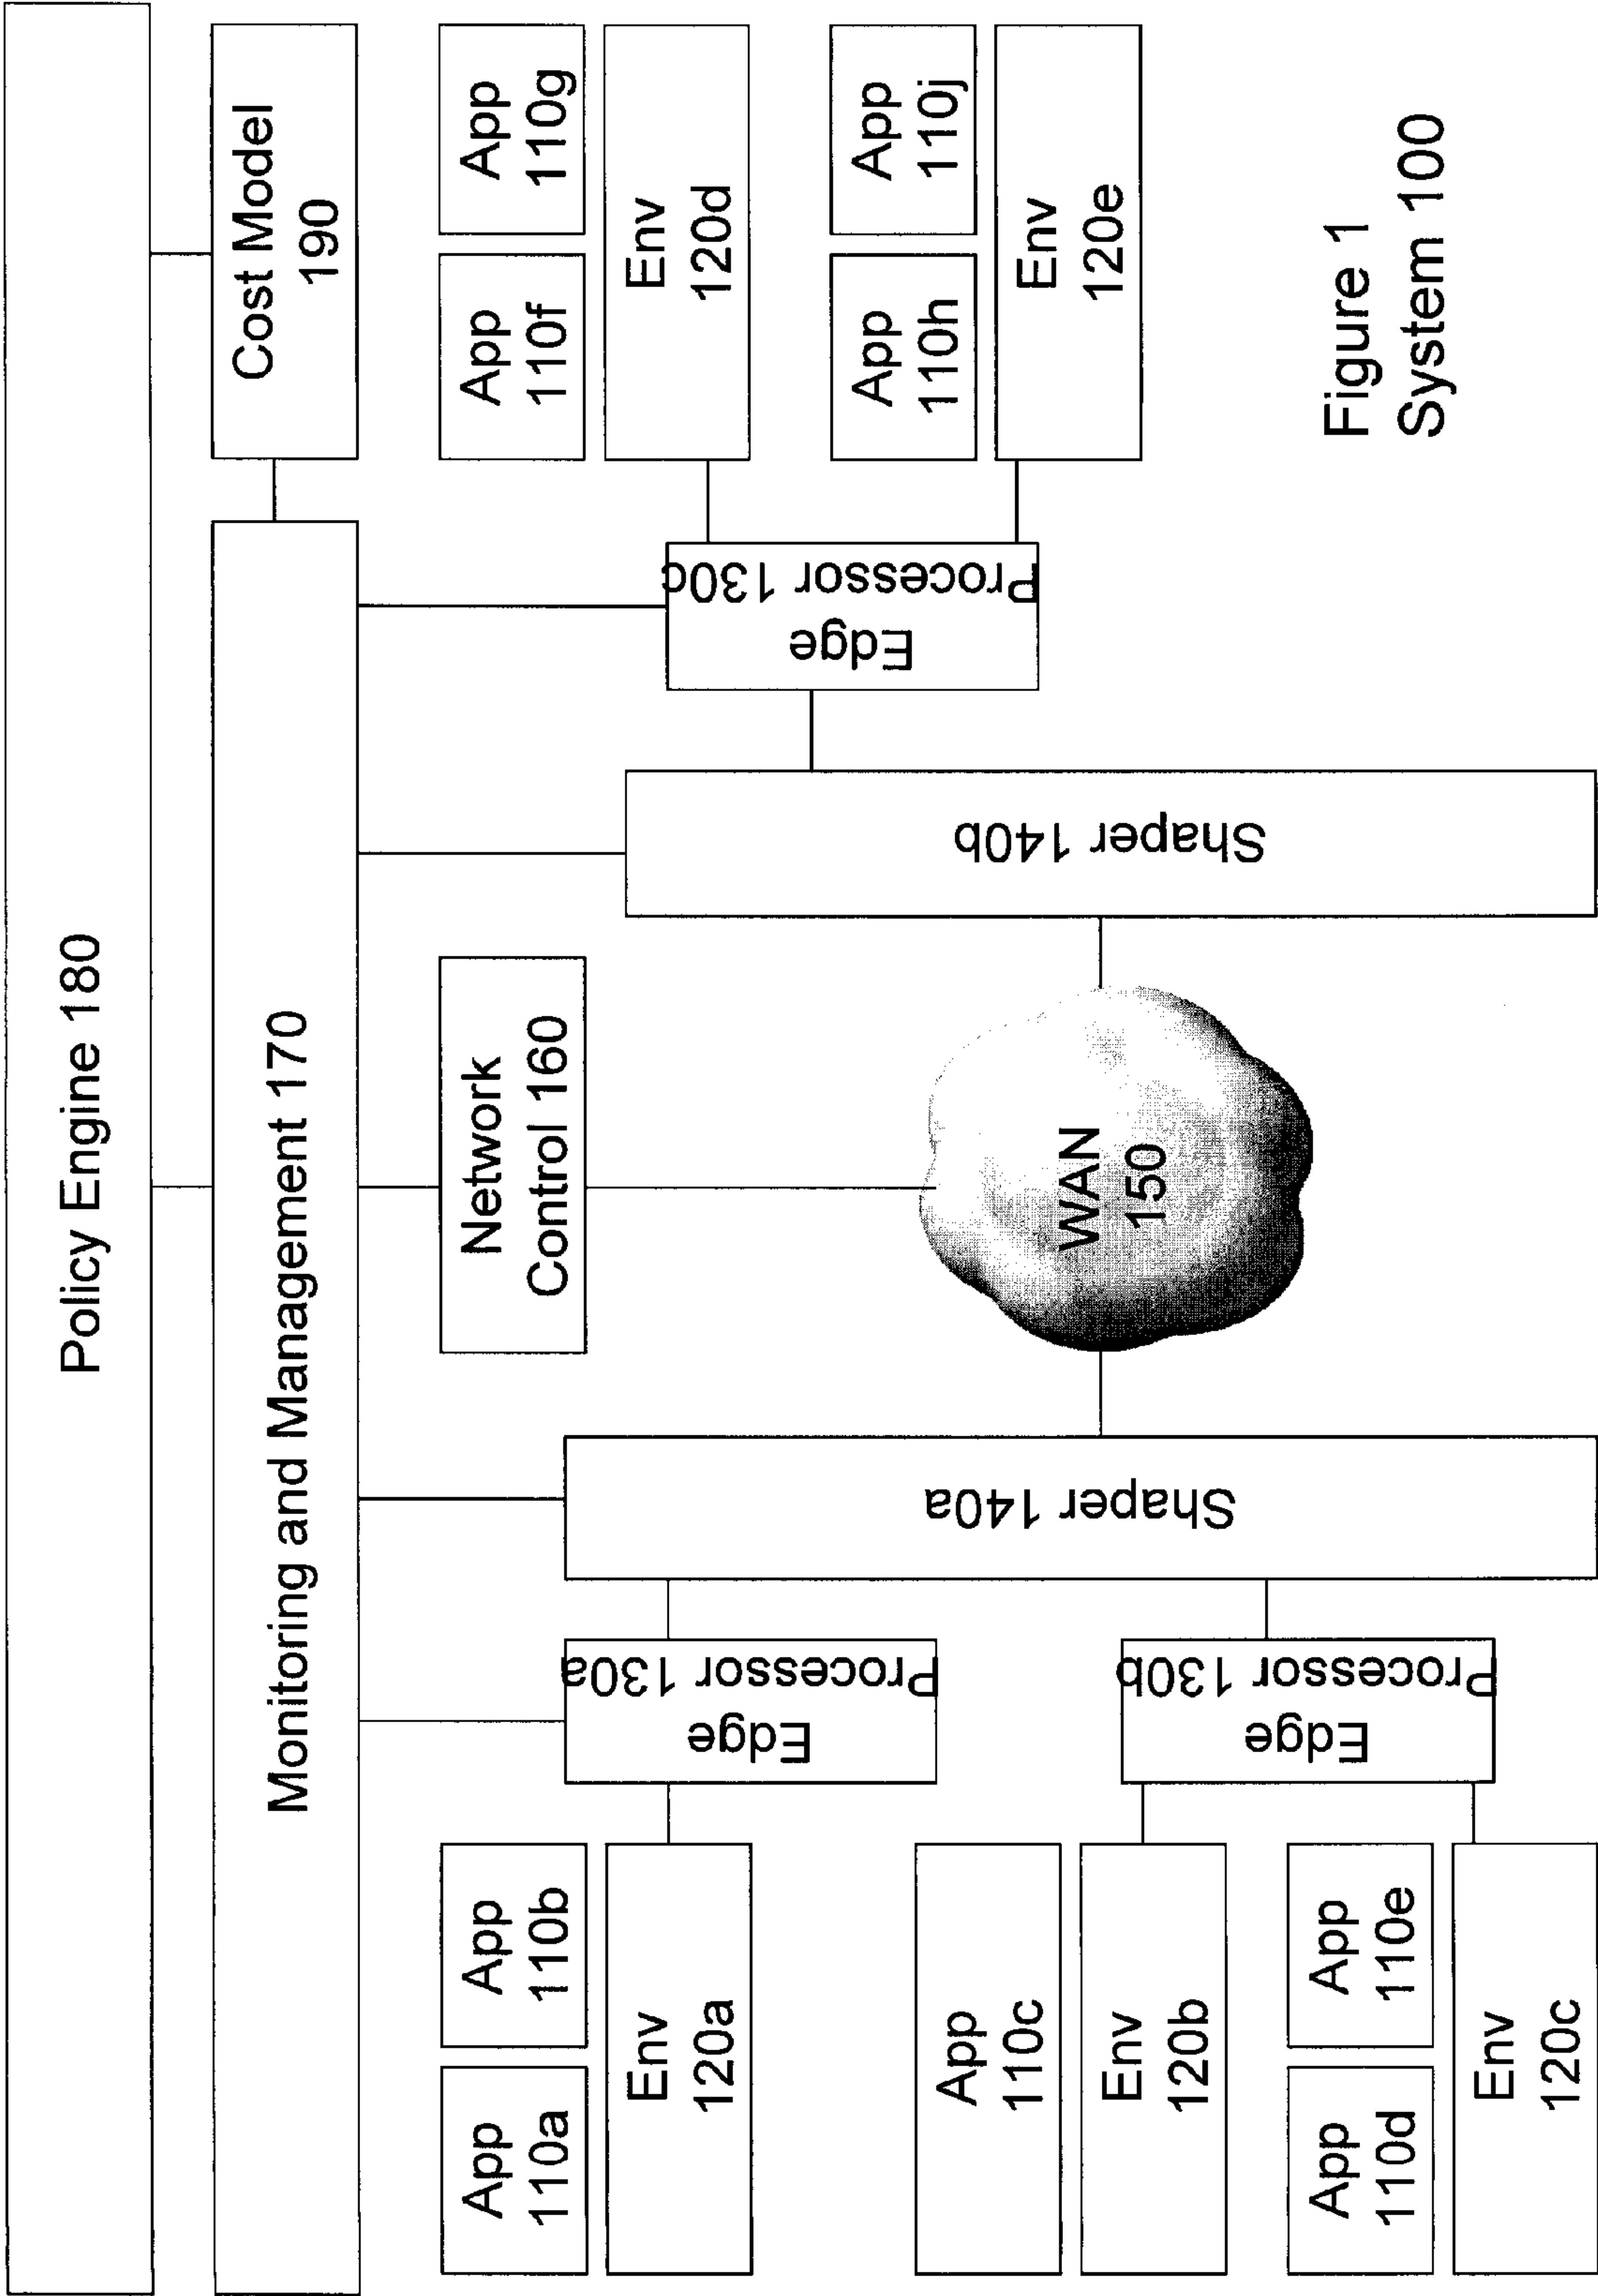 Policy Engine 180
Monitoring and Management 170
Cost Model
190
App
110a
App
110b
Env
120a
Network
Control 160
App
110f
App
110g
Env
120d
Edge
Processor 130a
Shaper 140a
WAN
150
Shaper 140b
Edge
Processor 130c
App
110h
App
110j
Env
120e
App
110c
Env
120b
Edge
Processor 130b
App
110d
App
110e
Env
120c
Figure 1
System 100